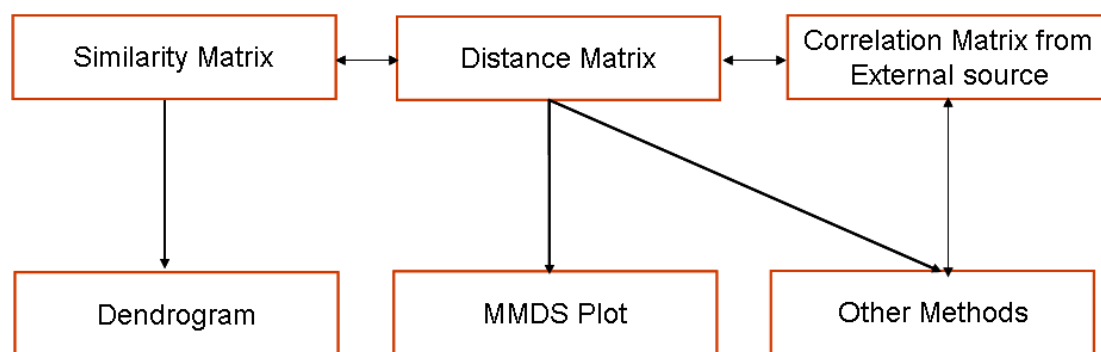 Similarity Matrix
Distance Matrix
Correlation Matrix from
External source
Dendrogram
MMDS Plot
Other Methods